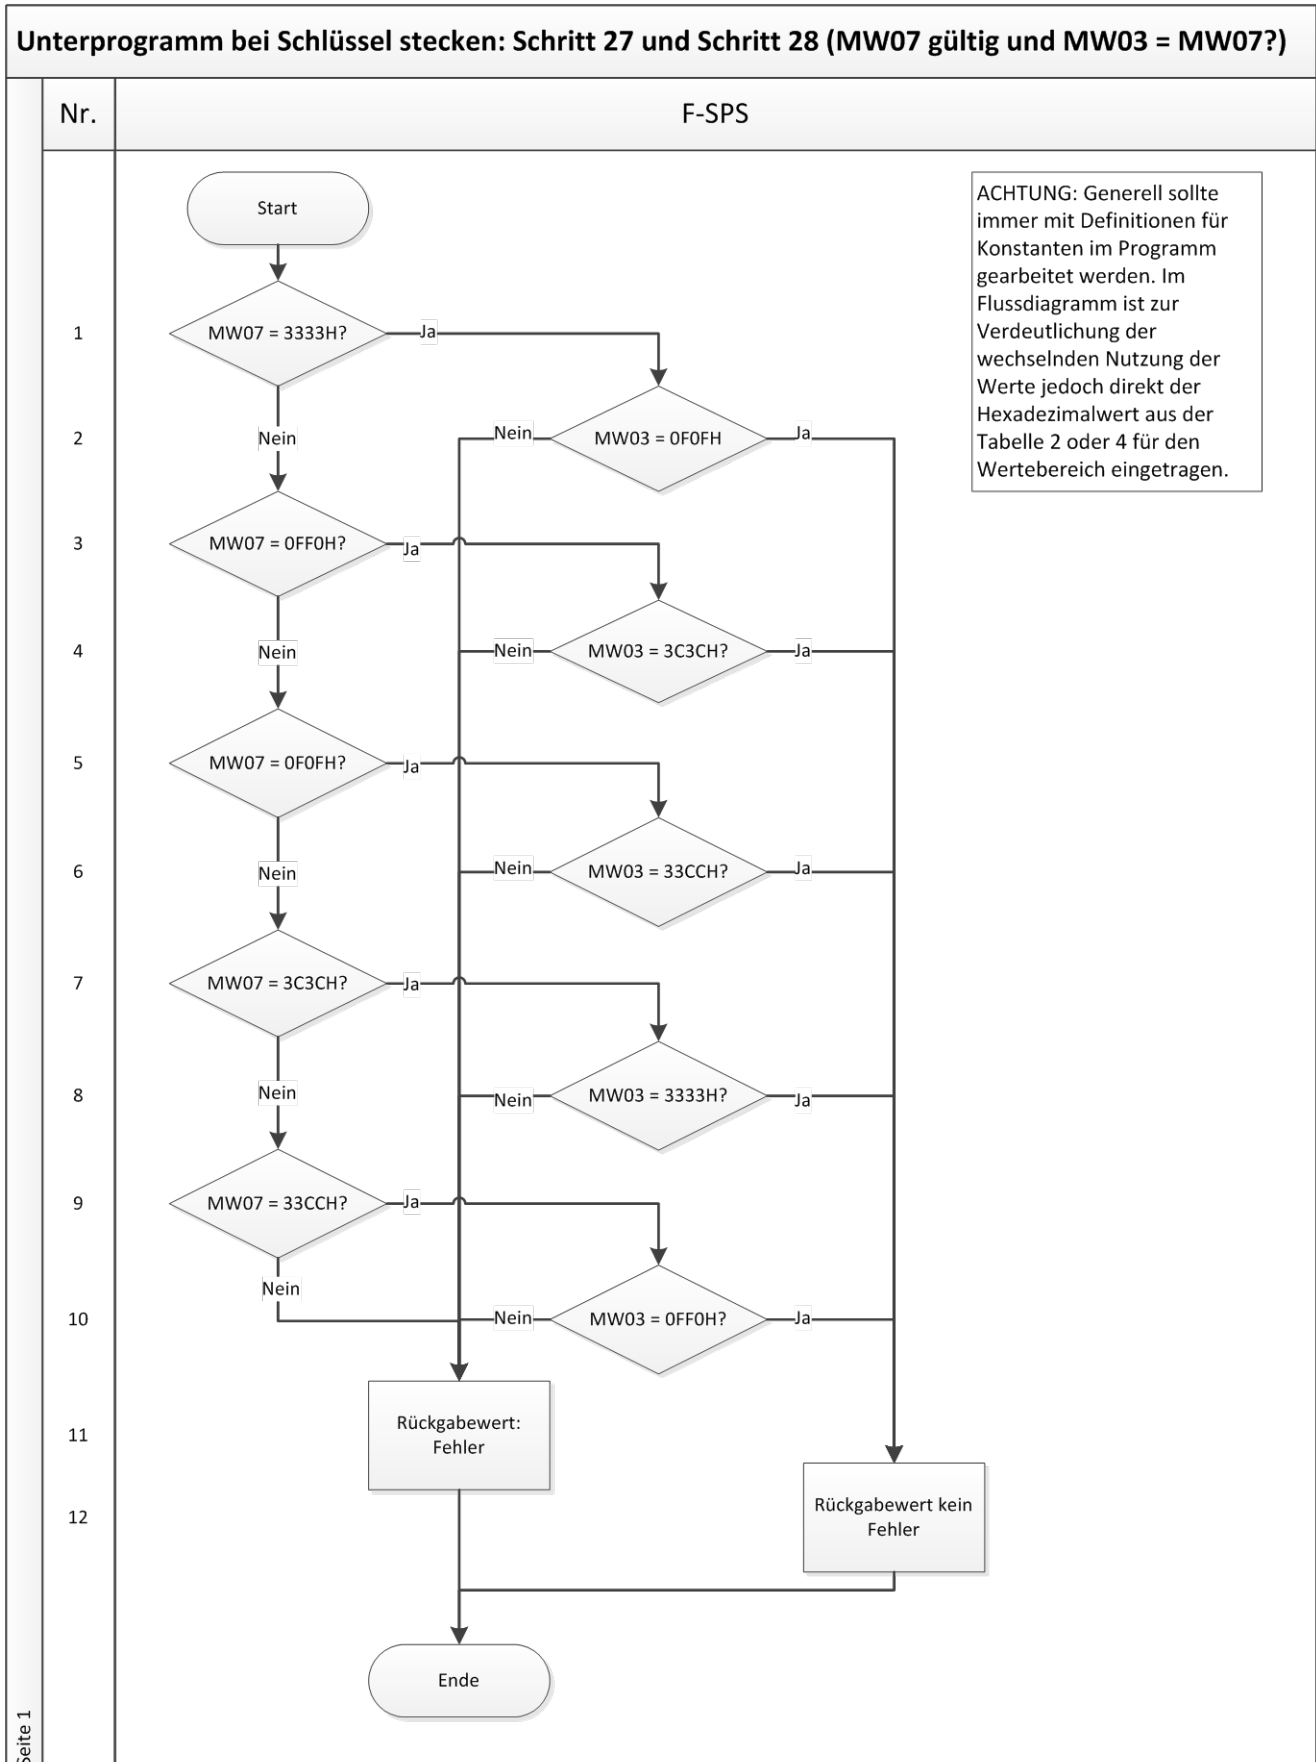 Unterprogramm bei Schlüssel stecken: Schritt 27 und Schritt 28 (MW07 gültig und MW03 = MW07?)
Nr.
F-SPS
Start
ACHTUNG: Generell sollte
immer mit Definitionen für
Konstanten im Programm
gearbeitet werden. Im
Flussdiagramm ist zur
Verdeutlichung der
wechselnden Nutzung der
Werte jedoch direkt der
Hexadezimalwert aus der
Tabelle 2 oder 4 für den
Wertebereich eingetragen.
1
MW07 = 3333H?
Ja
Nein
2
Nein
MW03 = 0F0FH
Ja
3
MW07 = 0FF0H?
Ja
Nein
4
Nein
MW03 = 3C3CH?
Ja
5
MW07 = 0F0FH?
Ja
Nein
6
Nein
MW03 = 33CCH?
Ja
7
MW07 = 3C3CH?
Ja
Nein
8
Nein
MW03 = 3333H?
Ja
9
MW07 = 33CCH?
Ja
Nein
10
Nein
MW03 = 0FF0H?
Ja
11
Rückgabewert:
Fehler
12
Rückgabewert kein
Fehler
Ende
Seite 1